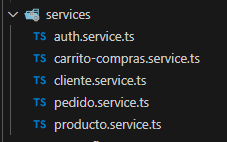 services
TS auth.service.ts
TS carrito-compras.service.ts
TS cliente.service.ts
TS pedido.service.ts
TS producto.service.ts